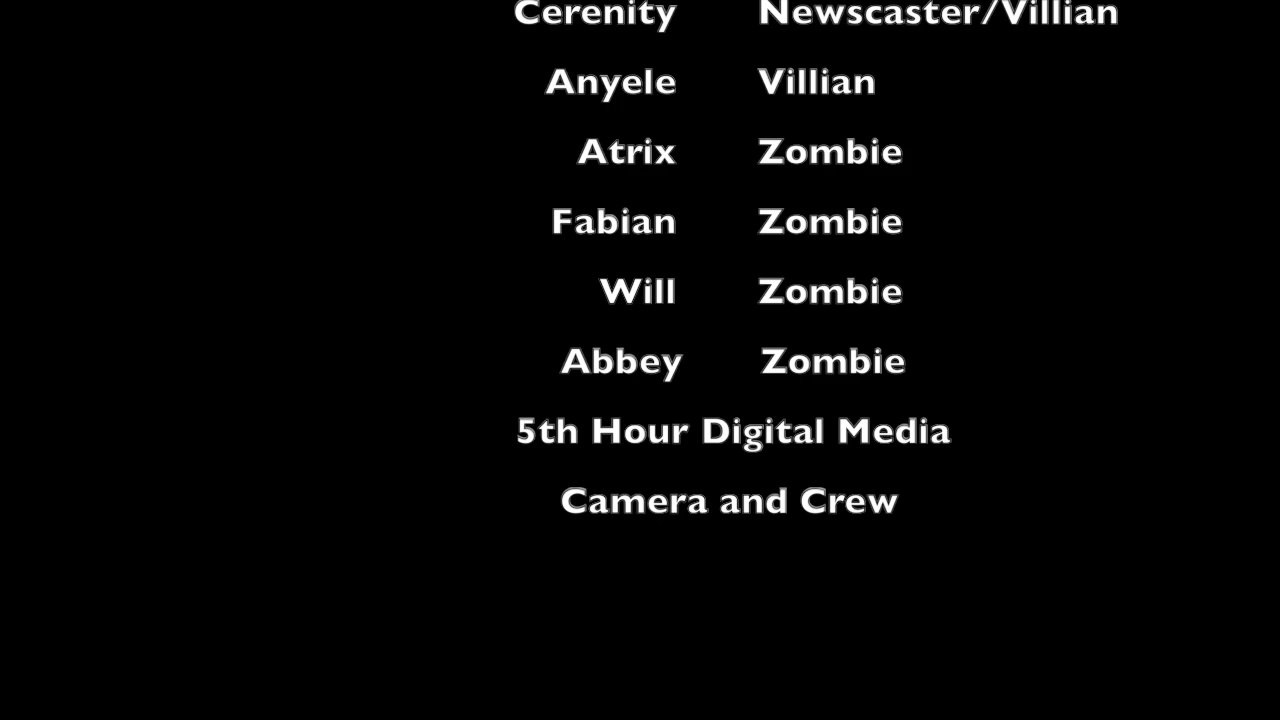 Cerenity Newscaster/Villian
Anyele Villian
Atrix Zombie
Fabian Zombie
Will Zombie
Abbey Zombie
5th Hour Digital Media
Camera and Crew